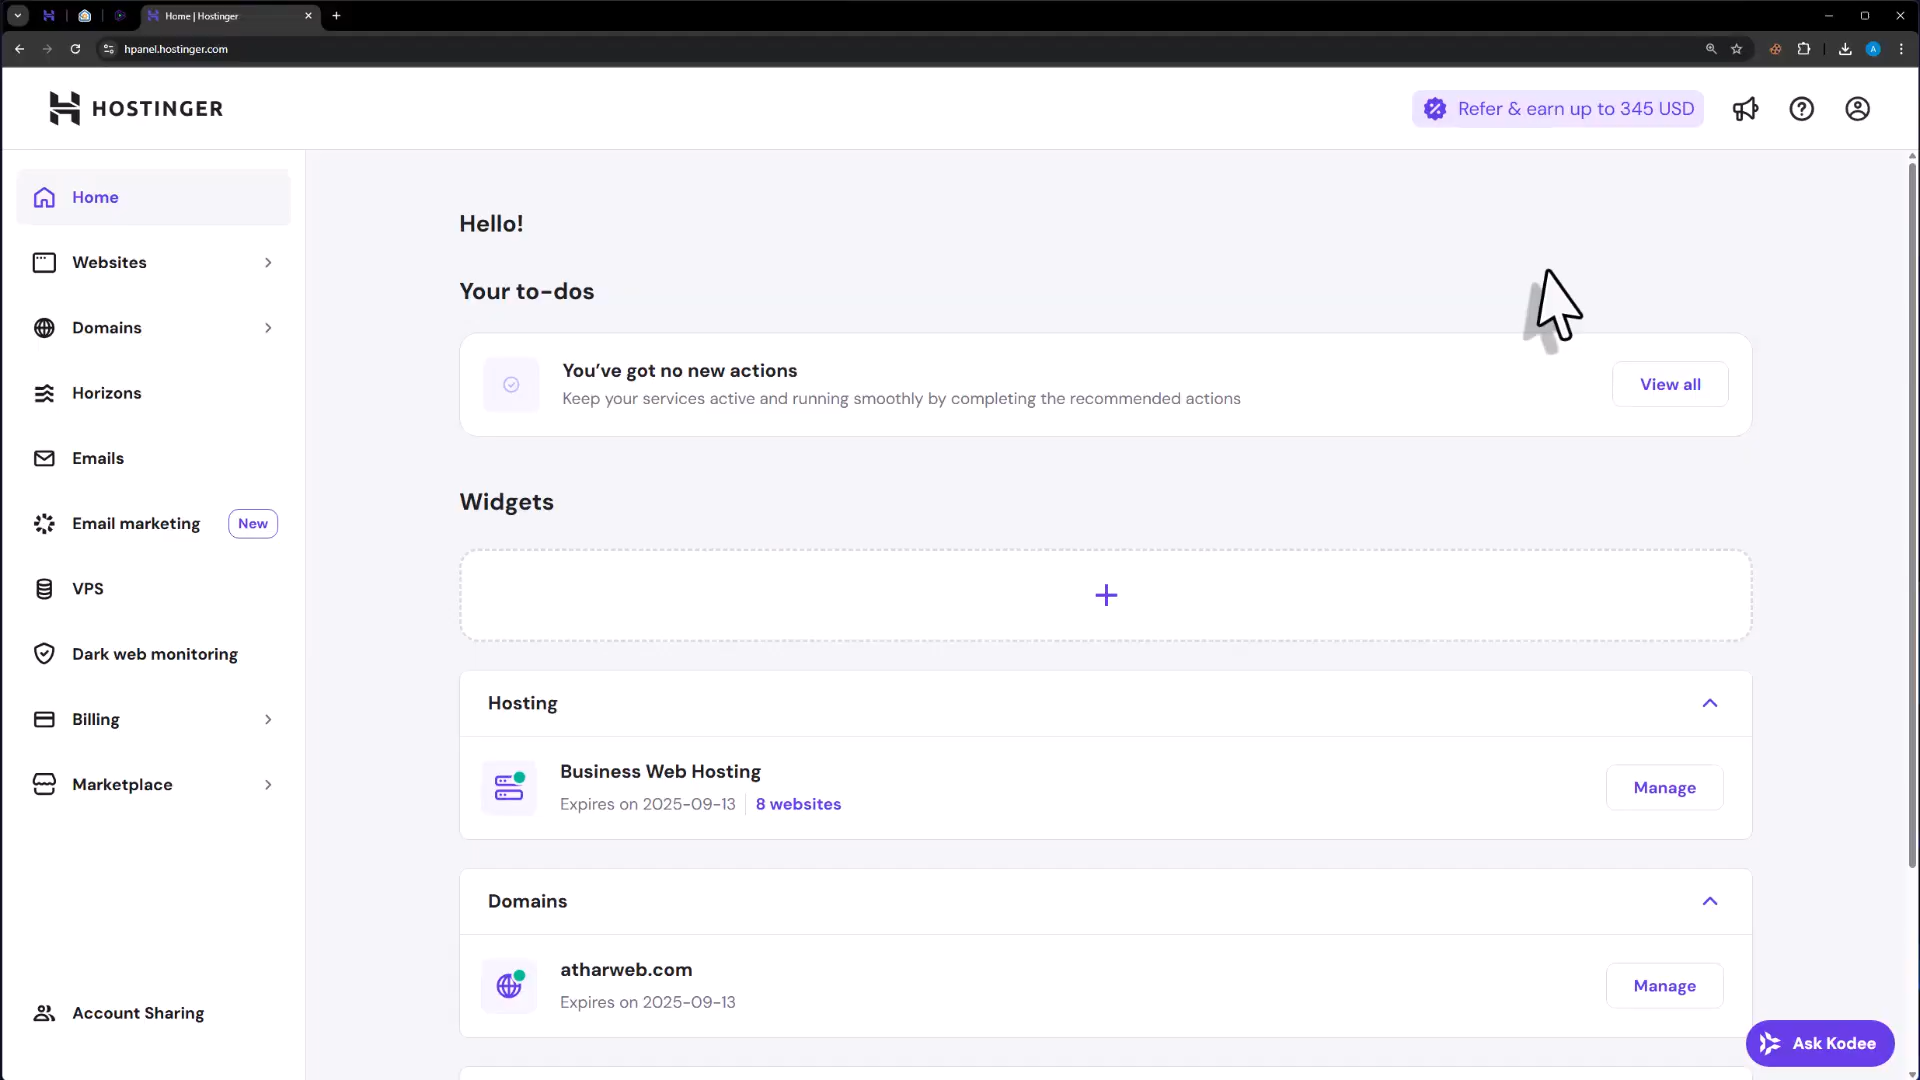 Home | Hostinger
hpanel.hostinger.com
A
HOSTINGER
Refer & earn up to 345 USD
Home
Websites
Domains
Horizons
Emails
Email marketing New
VPS
Dark web monitoring
Billing
Marketplace
Account Sharing
Hello!
Your to-dos
You've got no new actions
Keep your services active and running smoothly by completing the recommended actions
View all
Widgets
Hosting
Business Web Hosting
Expires on 2025-09-13 8 websites
Manage
Domains
atharweb.com
Expires on 2025-09-13
Manage
Ask Kodee